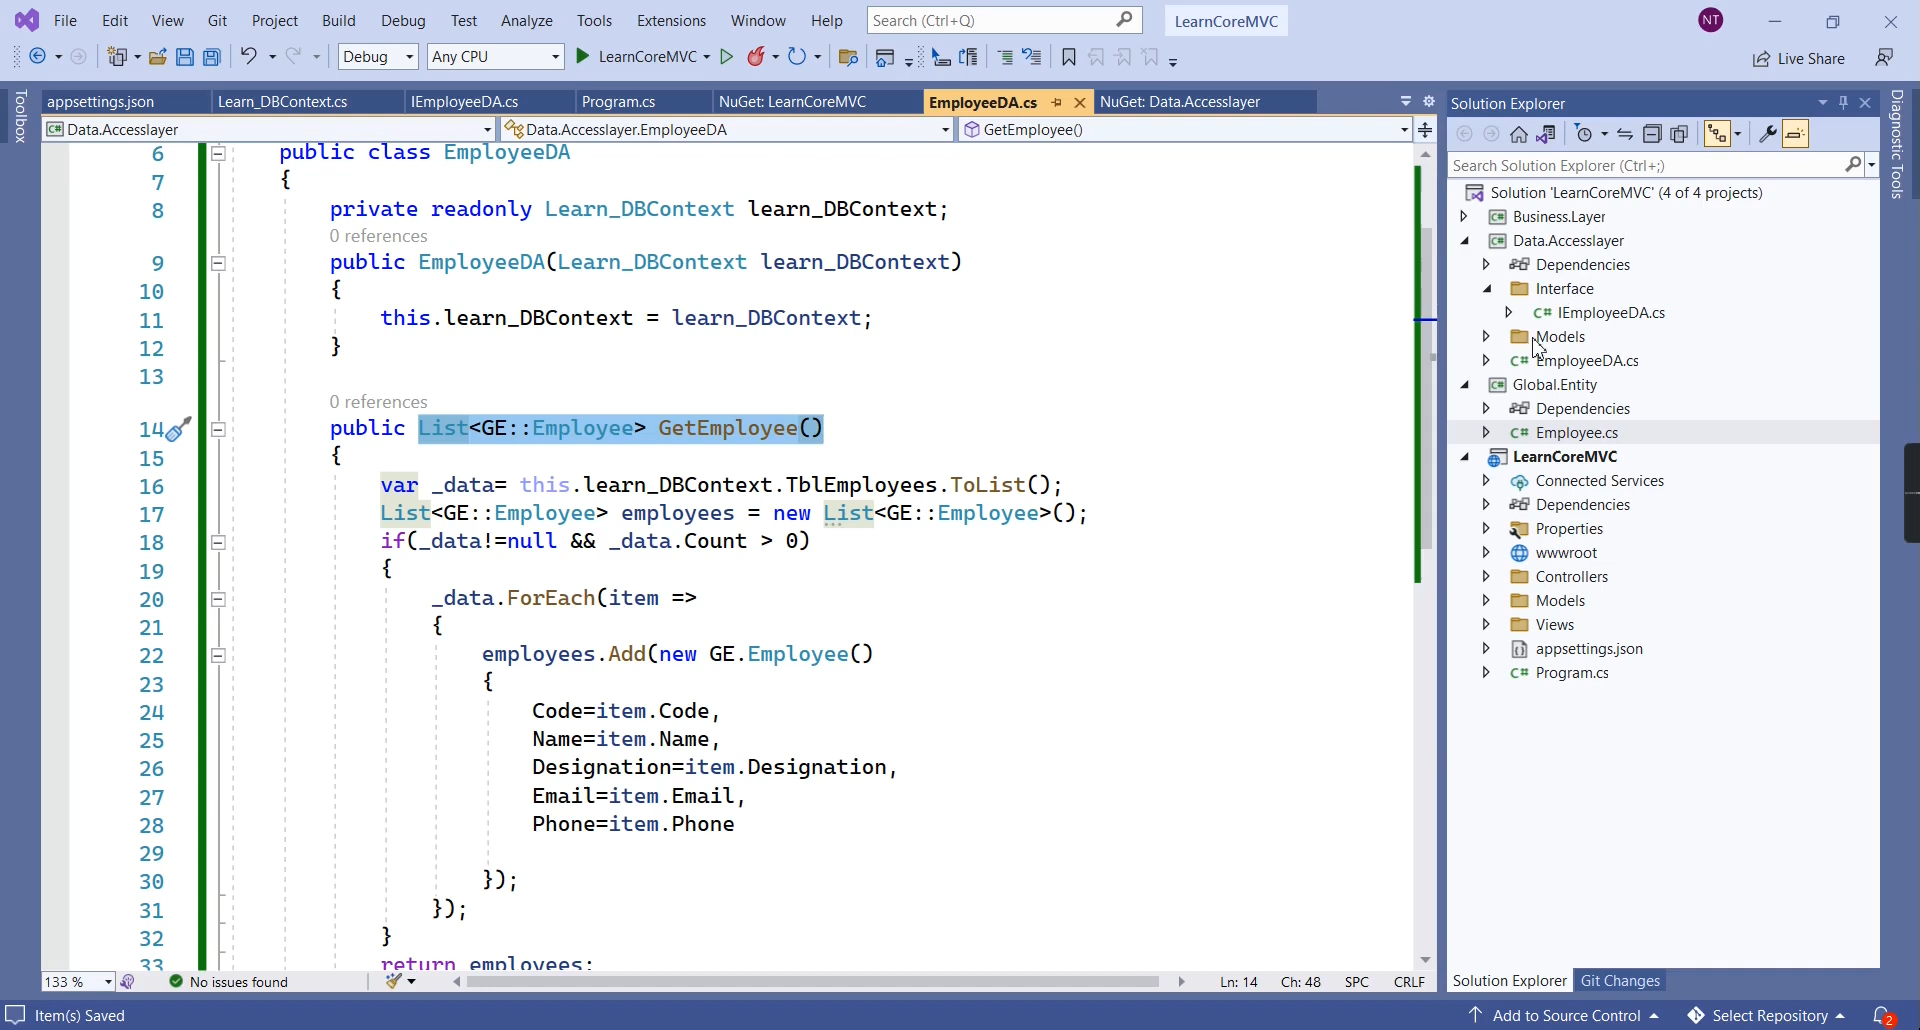 File Edit View Git Project Build Debug Test Analyze Tools Extensions Window Help Search (Ctrl+Q) LearnCoreMVC NT
Debug Any CPU LearnCoreMVC Live Share
Toolbox
appsettings.json Learn_DBContext.cs IEmployeeDA.cs Program.cs NuGet: LearnCoreMVC EmployeeDA.cs NuGet: Data.Accesslayer
Data.Accesslayer Data.Accesslayer.EmployeeDA GetEmployee()
6 public class EmployeeDA
7 {
8 private readonly Learn_DBContext learn_DBContext;
0 references
9 public EmployeeDA(Learn_DBContext learn_DBContext)
10 {
11 this.learn_DBContext = learn_DBContext;
12 }
13
0 references
14 public List<GE::Employee> GetEmployee()
15 {
16 var _data= this.learn_DBContext.TblEmployees.ToList();
17 List<GE::Employee> employees = new List<GE::Employee>();
18 if(_data!=null && _data.Count > 0)
19 {
20 _data.ForEach(item =>
21 {
22 employees.Add(new GE.Employee()
23 {
24 Code=item.Code,
25 Name=item.Name,
26 Designation=item.Designation,
27 Email=item.Email,
28 Phone=item.Phone
29
30 });
31 });
32 }
33 return employees;
133 % No issues found Ln: 14 Ch: 48 SPC CRLF
Solution Explorer
Search Solution Explorer (Ctrl+;)
Solution 'LearnCoreMVC' (4 of 4 projects)
Business.Layer
Data.Accesslayer
Dependencies
Interface
C# IEmployeeDA.cs
Models
C# EmployeeDA.cs
Global.Entity
Dependencies
C# Employee.cs
LearnCoreMVC
Connected Services
Dependencies
Properties
wwwroot
Controllers
Models
Views
appsettings.json
C# Program.cs
Solution Explorer Git Changes
Diagnostic Tools
Item(s) Saved Add to Source Control Select Repository 2